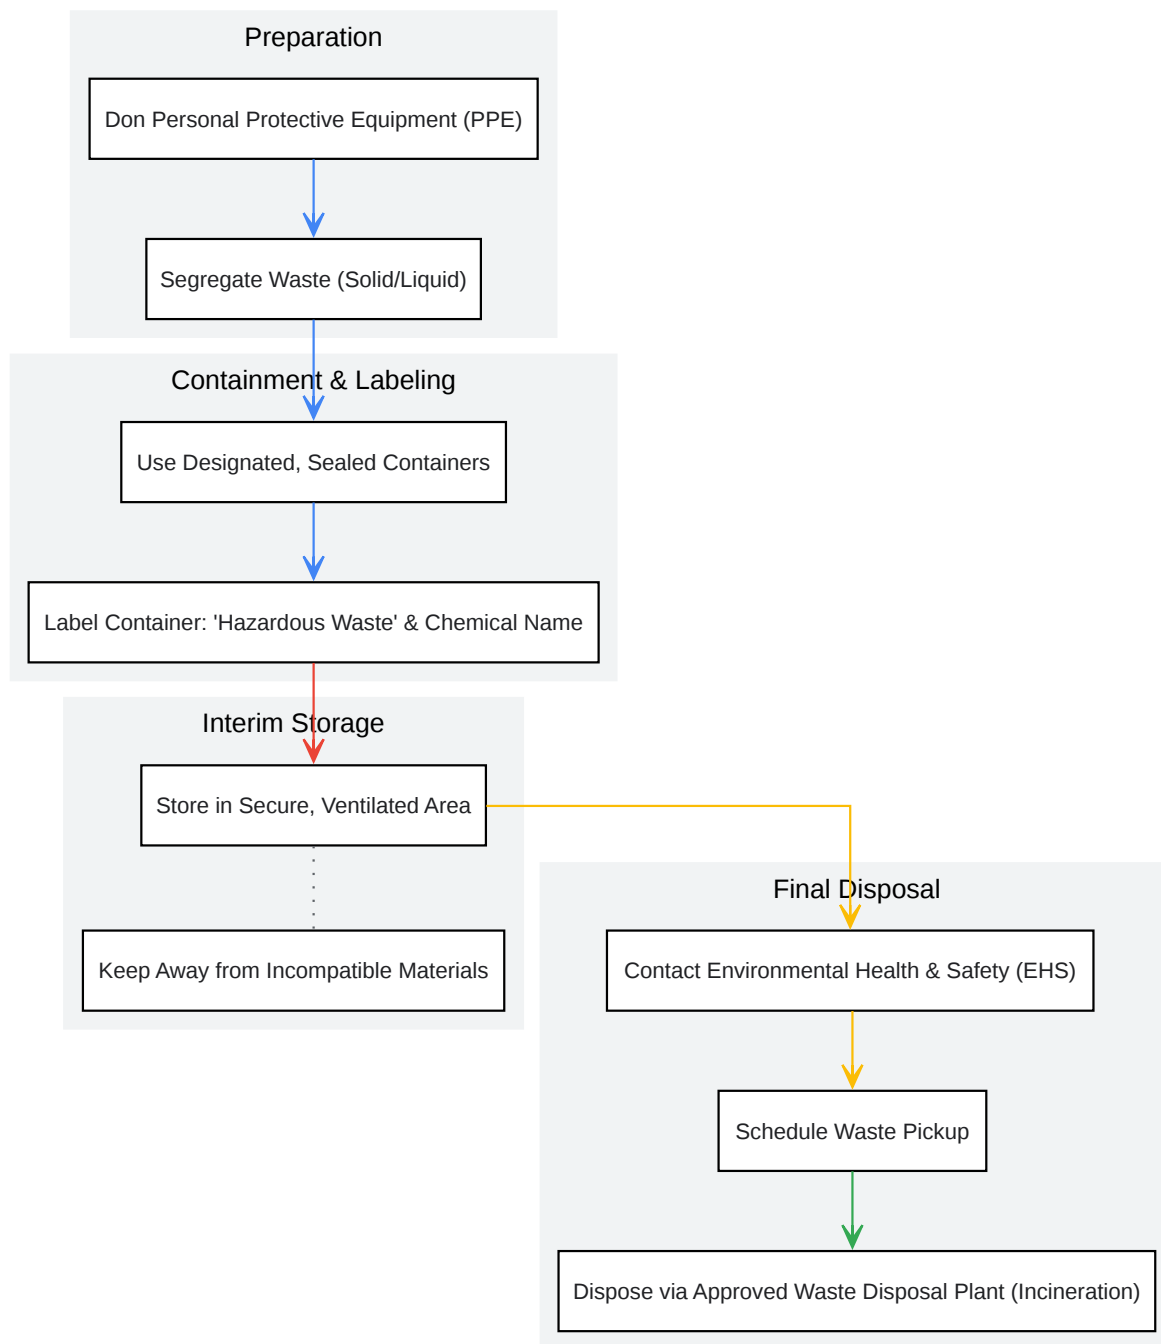 Preparation
Don Personal Protective Equipment (PPE)
Segregate Waste (Solid/Liquid)
Containment & Labeling
Use Designated, Sealed Containers
Label Container: 'Hazardous Waste' & Chemical Name
Interim Storage
Store in Secure, Ventilated Area
Keep Away from Incompatible Materials
Final Disposal
Contact Environmental Health & Safety (EHS)
Schedule Waste Pickup
Dispose via Approved Waste Disposal Plant (Incineration)